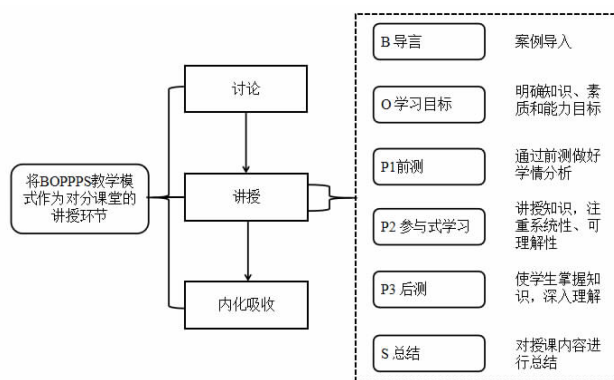 将BOPPPS教学模
式作为对分课堂的
讲授环节
讨论
讲授
内化吸收
B 导言
案例导入
O 学习目标
明确知识、素
质和能力目标
P1前测
通过前测做好
学情分析
P2 参与式学习
讲授知识,注
重系统性、可
理解性
P3 后测
使学生掌握知
识,深入理解
S 总结
对授课内容进
行总结